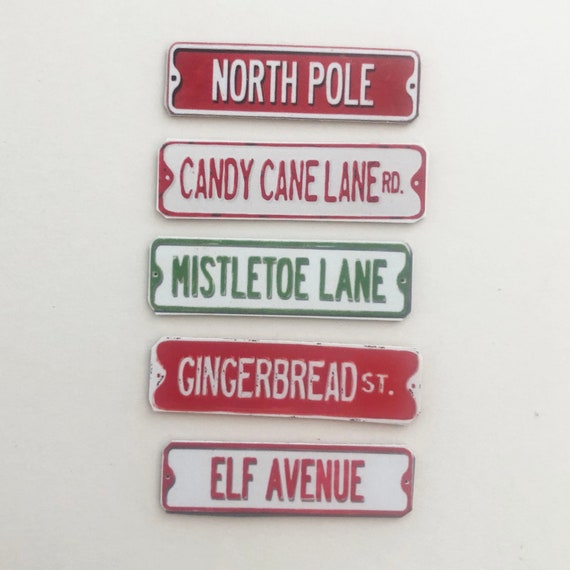 NORTH POLE
CANDY CANE LANE RD.
MISTLETOE LANE
GINGERBREAD ST.
ELF AVENUE